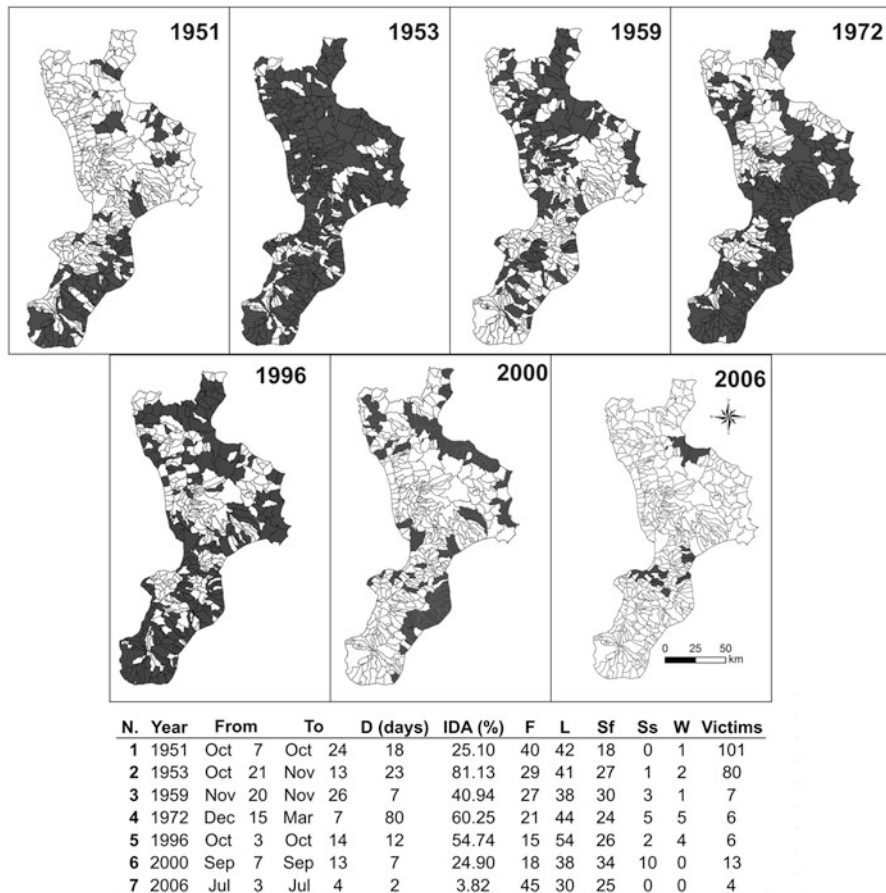 1951
1953
1959
1972
1996
2000
2006
0 25 50
km
N. Year From To D (days) IDA (%) F L Sf Ss W Victims
1 1951 Oct 7 Oct 24 18 25.10 40 42 18 0 1 101
2 1953 Oct 21 Nov 13 23 81.13 29 41 27 1 2 80
3 1959 Nov 20 Nov 26 7 40.94 27 38 30 3 1 7
4 1972 Dec 15 Mar 7 80 60.25 21 44 24 5 5 6
5 1996 Oct 3 Oct 14 12 54.74 15 54 26 2 4 6
6 2000 Sep 7 Sep 13 7 24.90 18 38 34 10 0 13
7 2006 Jul 3 Jul 4 2 3.82 45 30 25 0 0 4